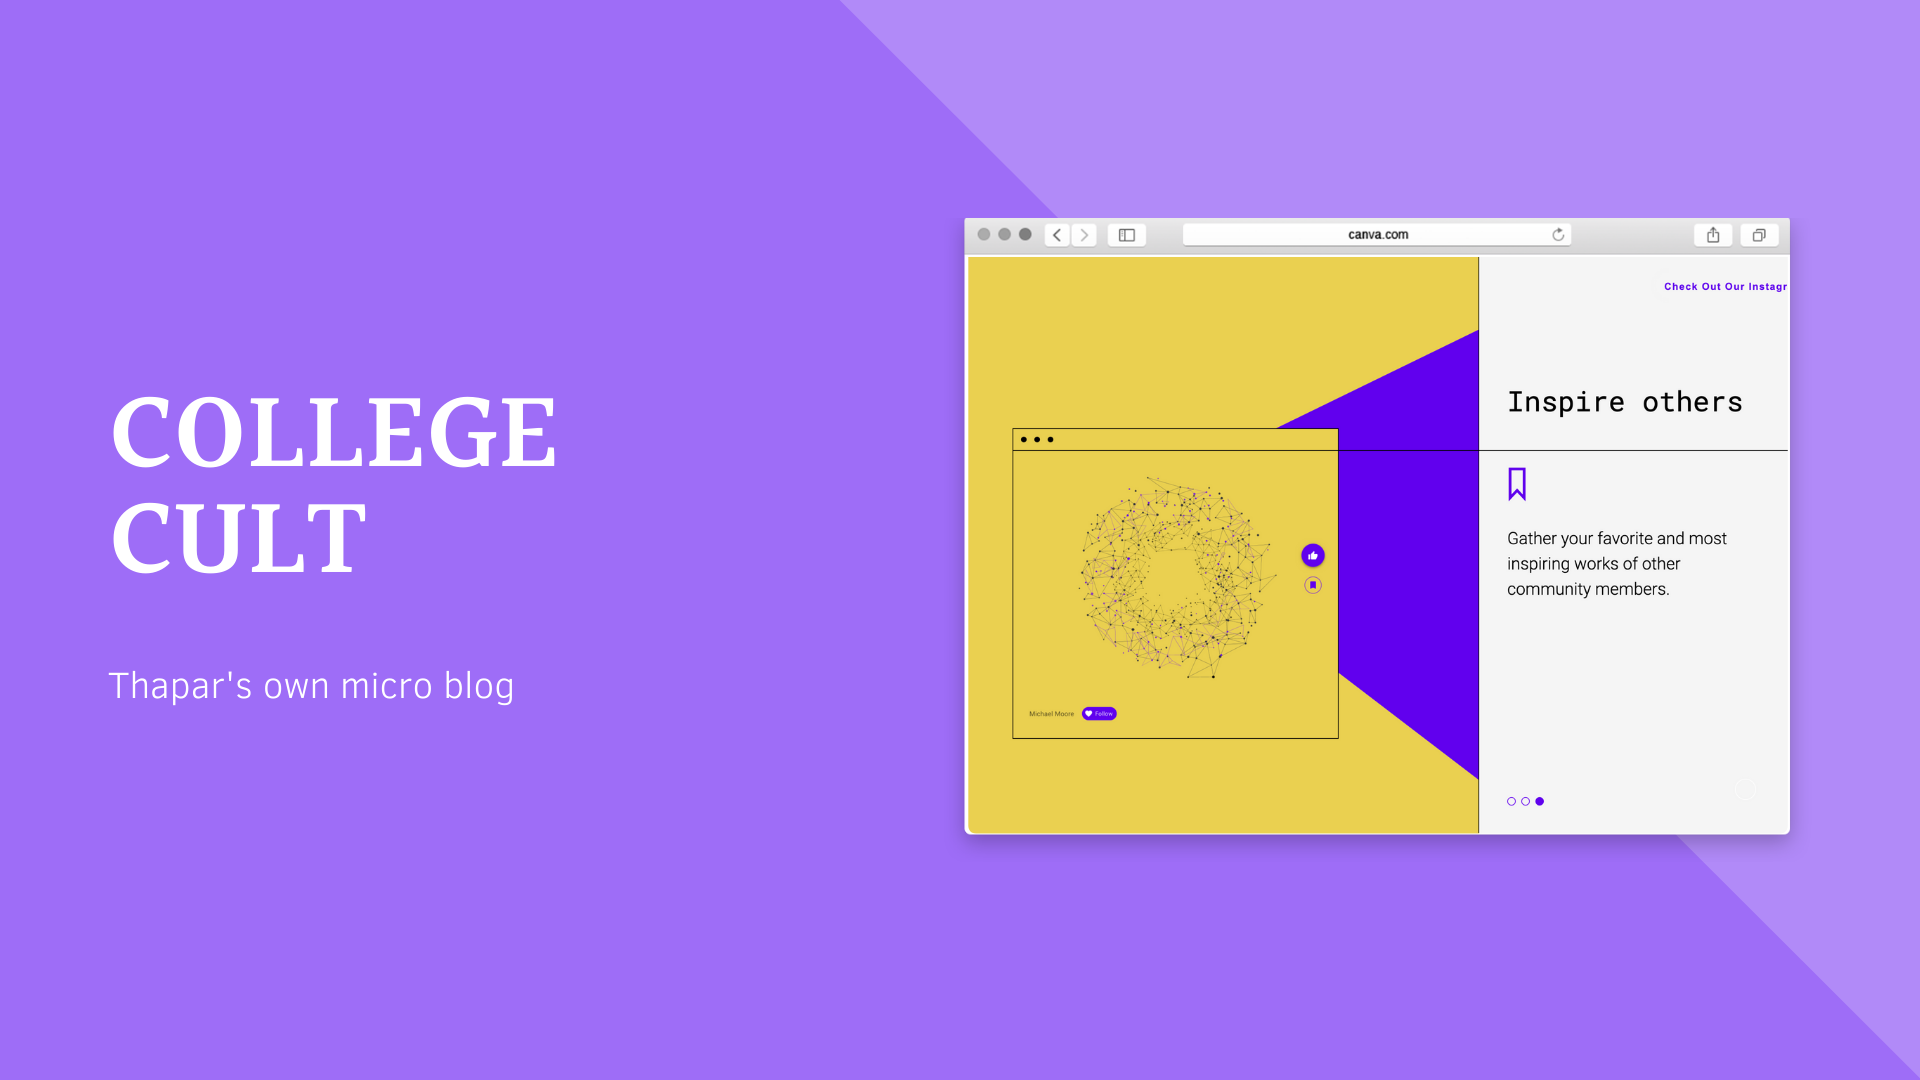 COLLEGE
CULT
Thapar's own micro blog
canva.com
Check Out Our Instagr
Inspire others
Gather your favorite and most
inspiring works of other
community members.
Michael Moore
Follow